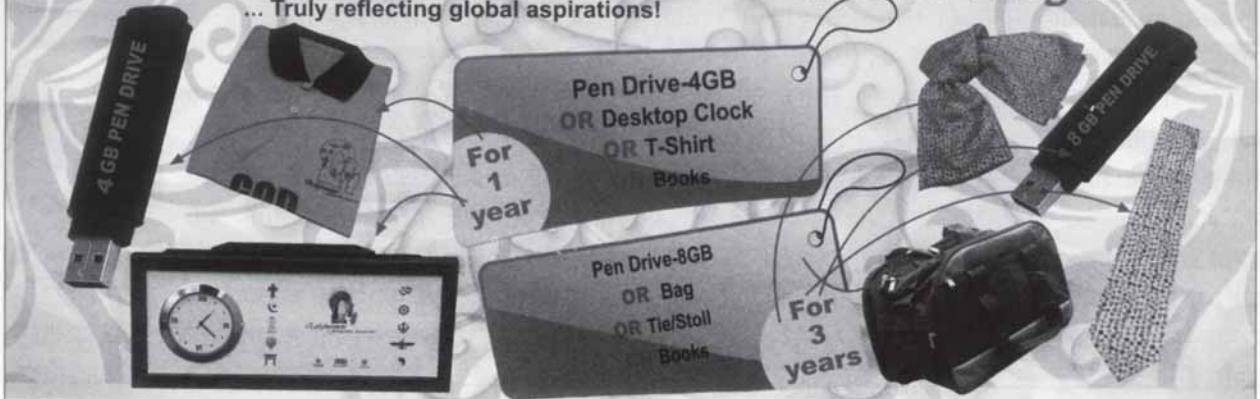 ... Truly reflecting global aspirations!
4 GB PEN DRIVE
GOD
Pen Drive-4GB
OR Desktop Clock
OR T-Shirt
Books
For
1
year
Pen Drive-8GB
OR Bag
OR Tie/Stoll
Books
For
3
years
8 GB PEN DRIVE